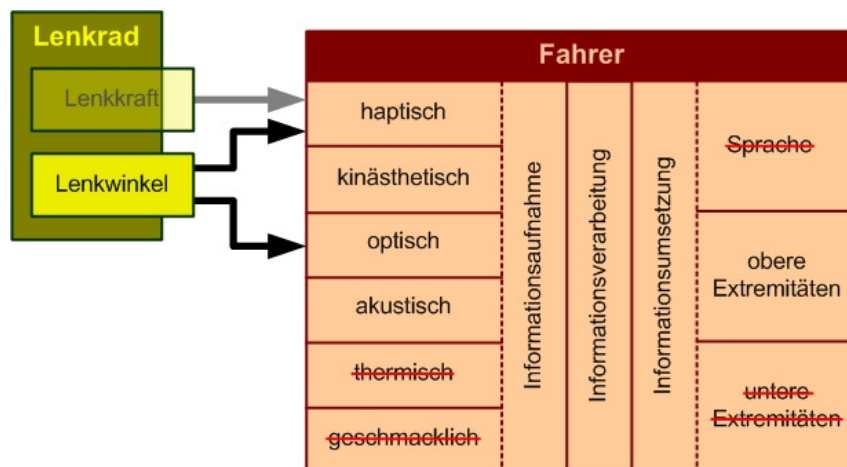 Lenkrad
Lenkkraft
Lenkwinkel
Fahrer
haptisch
kinästhetisch
optisch
akustisch
thermisch
geschmacklich
Informationsaufnahme
Informationsverarbeitung
Informationsumsetzung
Sprache
obere
Extremitäten
untere
Extremitäten